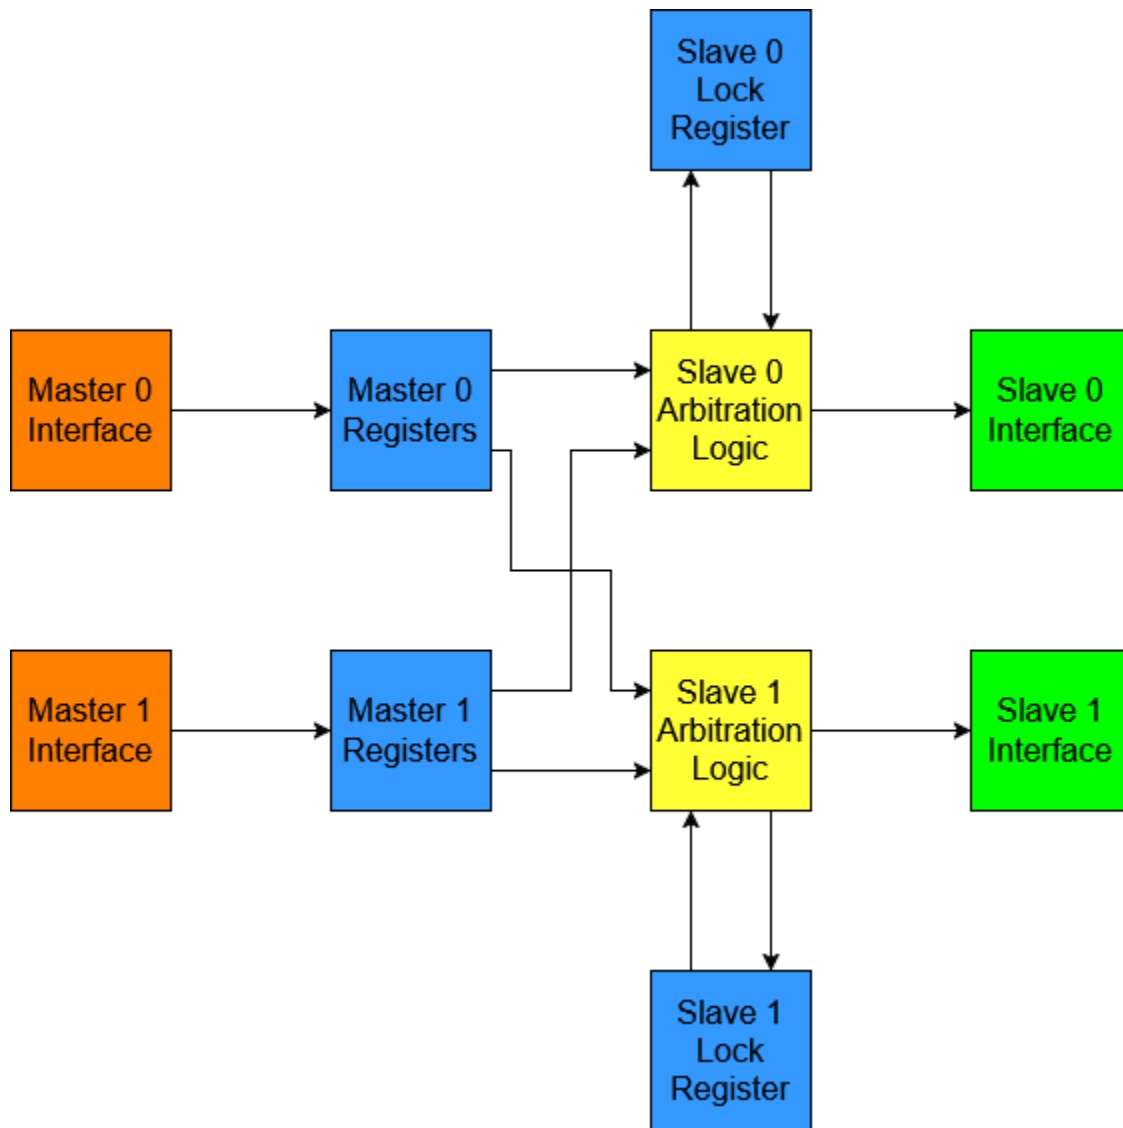 Slave 0
Lock
Register
Master 0
Interface
Master 0
Registers
Slave 0
Arbitration
Logic
Slave 0
Interface
Master 1
Interface
Master 1
Registers
Slave 1
Arbitration
Logic
Slave 1
Interface
Slave 1
Lock
Register